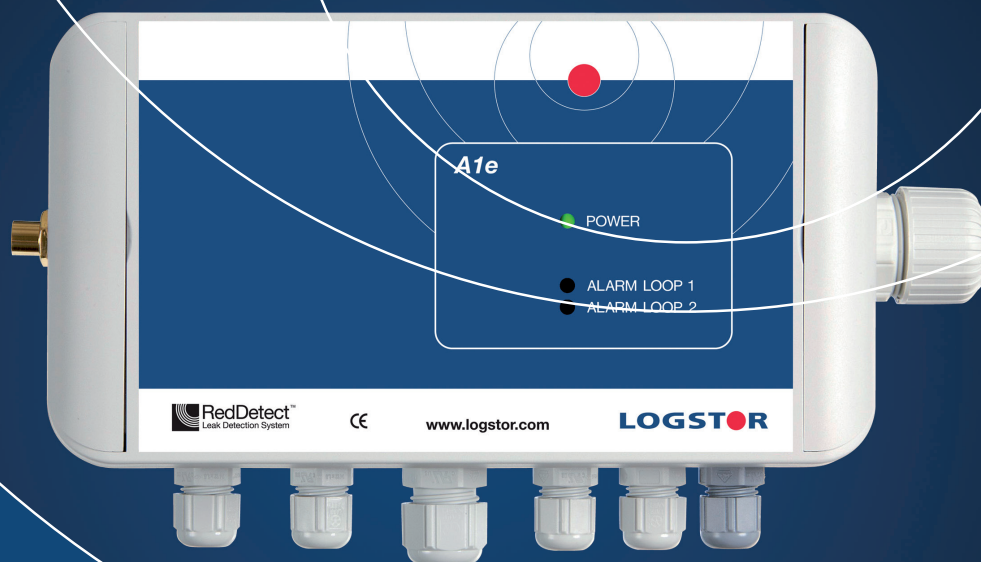 A1e
POWER
ALARM LOOP 1
ALARM LOOP 2
RedDetect™
Leak Detection System
CE
www.logstor.com
LOGSTOR